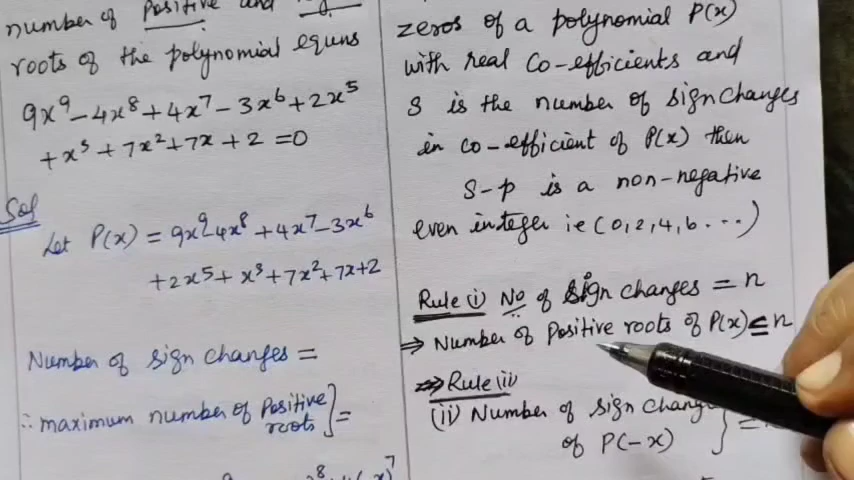 number of Positive and
roots of the polynomial equns
9x⁹ - 4x⁸ + 4x⁷ - 3x⁶ + 2x⁵
+ x³ + 7x² + 7x + 2 = 0
Sol
Let P(x) = 9x⁹ - 4x⁸ + 4x⁷ - 3x⁶
+ 2x⁵ + x³ + 7x² + 7x + 2
Number of sign changes =
∴ maximum number of Positive
roots } =
zeros of a polynomial P(x)
with real Co-efficients and
S is the number of sign changes
in co-efficient of P(x) then
S-p is a non-negative
even integer ie (0, 2, 4, 6 ...)
Rule (i) No of sign changes = n
⇒ Number of Positive roots of P(x) ≤ n
⇒ Rule (ii)
(ii) Number of sign chang
of P(-x) } =